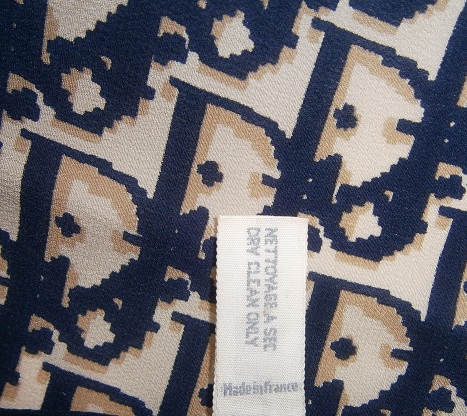 NETTOYAGE A SEC
DRY CLEAN ONLY
Made in france